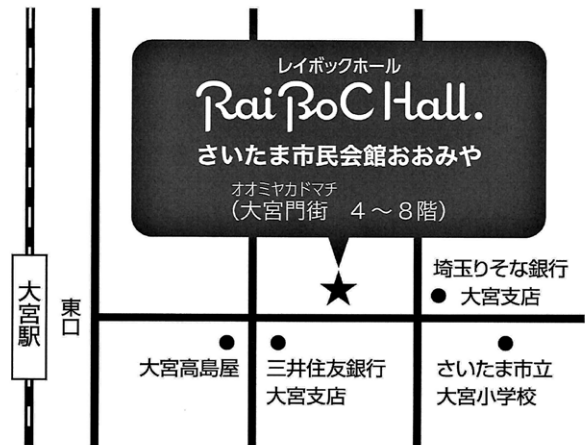 レイボックホール
RaiBoC Hall.
さいたま市民会館おおみや
オオミヤカドマチ
(大宮門街 4～8階)
大宮駅
東口
埼玉りそな銀行
大宮支店
大宮高島屋
三井住友銀行
大宮支店
さいたま市立
大宮小学校